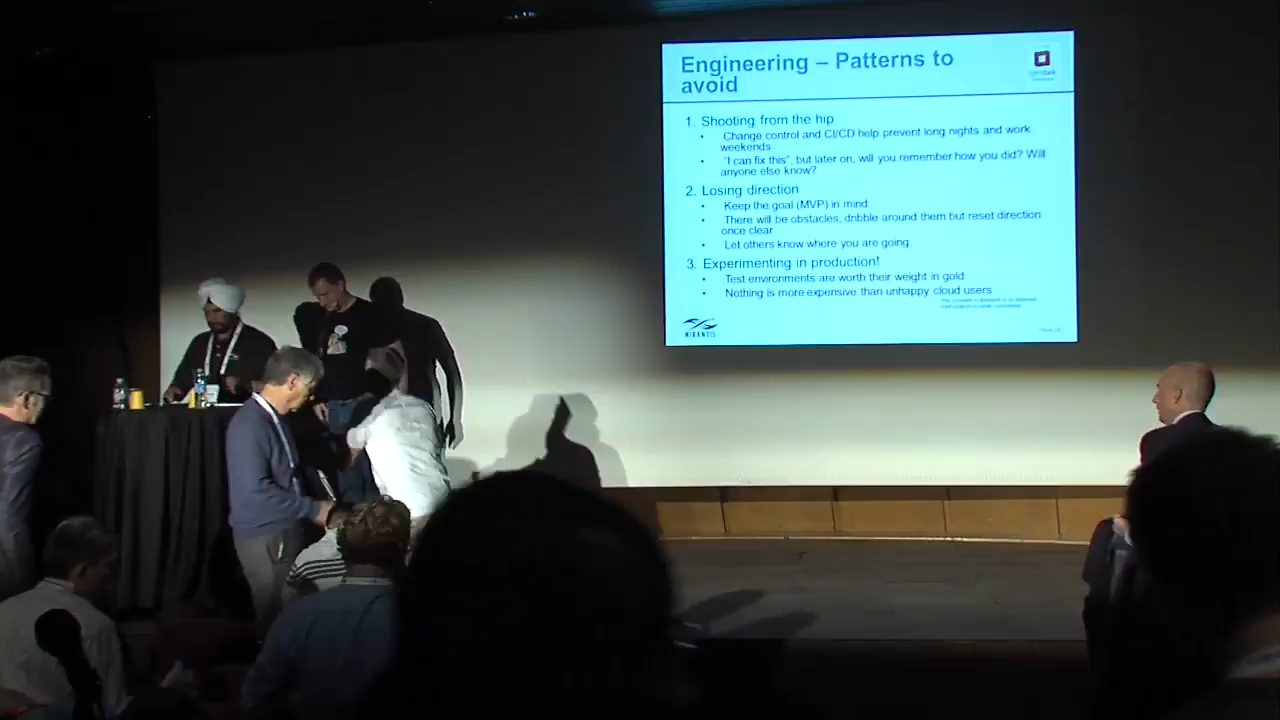 Engineering – Patterns to
avoid
1. Shooting from the hip
• Change control and CI/CD help prevent long nights and work
weekends
• "I can fix this", but later on, will you remember how you did? Will
anyone else know?
2. Losing direction
• Keep the goal (MVP) in mind
• There will be obstacles, dribble around them but reset direction
once clear
• Let others know where you are going
3. Experimenting in production!
• Test environments are worth their weight in gold
• Nothing is more expensive than unhappy cloud users
MIRANTIS